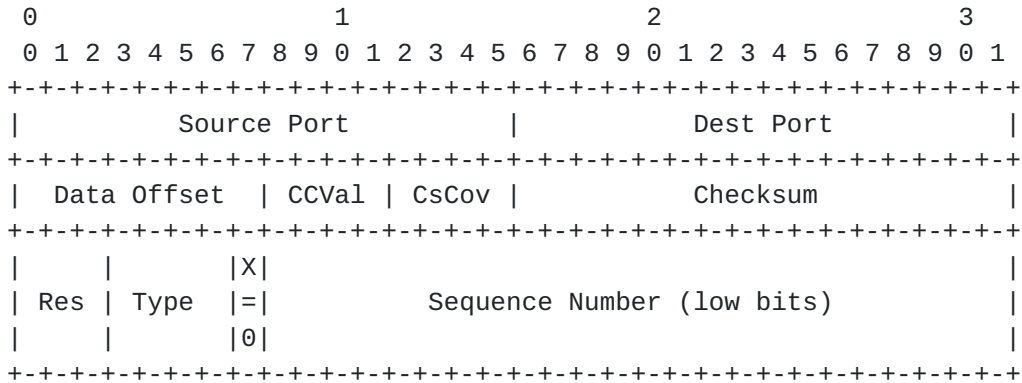 0                   1                   2                   3
 0 1 2 3 4 5 6 7 8 9 0 1 2 3 4 5 6 7 8 9 0 1 2 3 4 5 6 7 8 9 0 1
+-+-+-+-+-+-+-+-+-+-+-+-+-+-+-+-+-+-+-+-+-+-+-+-+-+-+-+-+-+-+-+-+
|          Source Port          |           Dest Port           |
+-+-+-+-+-+-+-+-+-+-+-+-+-+-+-+-+-+-+-+-+-+-+-+-+-+-+-+-+-+-+-+-+
|  Data Offset  | CCVal | CsCov |           Checksum            |
+-+-+-+-+-+-+-+-+-+-+-+-+-+-+-+-+-+-+-+-+-+-+-+-+-+-+-+-+-+-+-+-+
|     |       |X|                                               |
| Res | Type  |=|          Sequence Number (low bits)           |
|     |       |0|                                               |
+-+-+-+-+-+-+-+-+-+-+-+-+-+-+-+-+-+-+-+-+-+-+-+-+-+-+-+-+-+-+-+-+